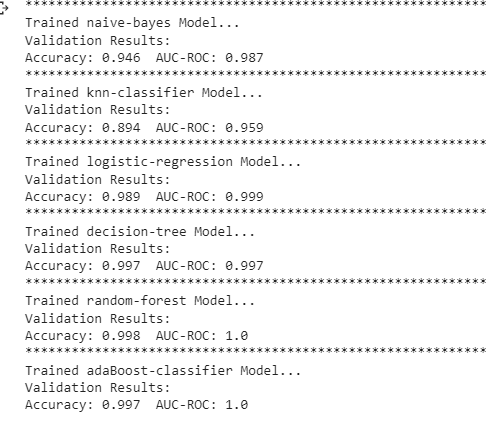 ************************************************************
Trained naive-bayes Model...
Validation Results:
Accuracy: 0.946  AUC-ROC: 0.987
************************************************************
Trained knn-classifier Model...
Validation Results:
Accuracy: 0.894  AUC-ROC: 0.959
************************************************************
Trained logistic-regression Model...
Validation Results:
Accuracy: 0.989  AUC-ROC: 0.999
************************************************************
Trained decision-tree Model...
Validation Results:
Accuracy: 0.997  AUC-ROC: 0.997
************************************************************
Trained random-forest Model...
Validation Results:
Accuracy: 0.998  AUC-ROC: 1.0
************************************************************
Trained adaBoost-classifier Model...
Validation Results:
Accuracy: 0.997  AUC-ROC: 1.0